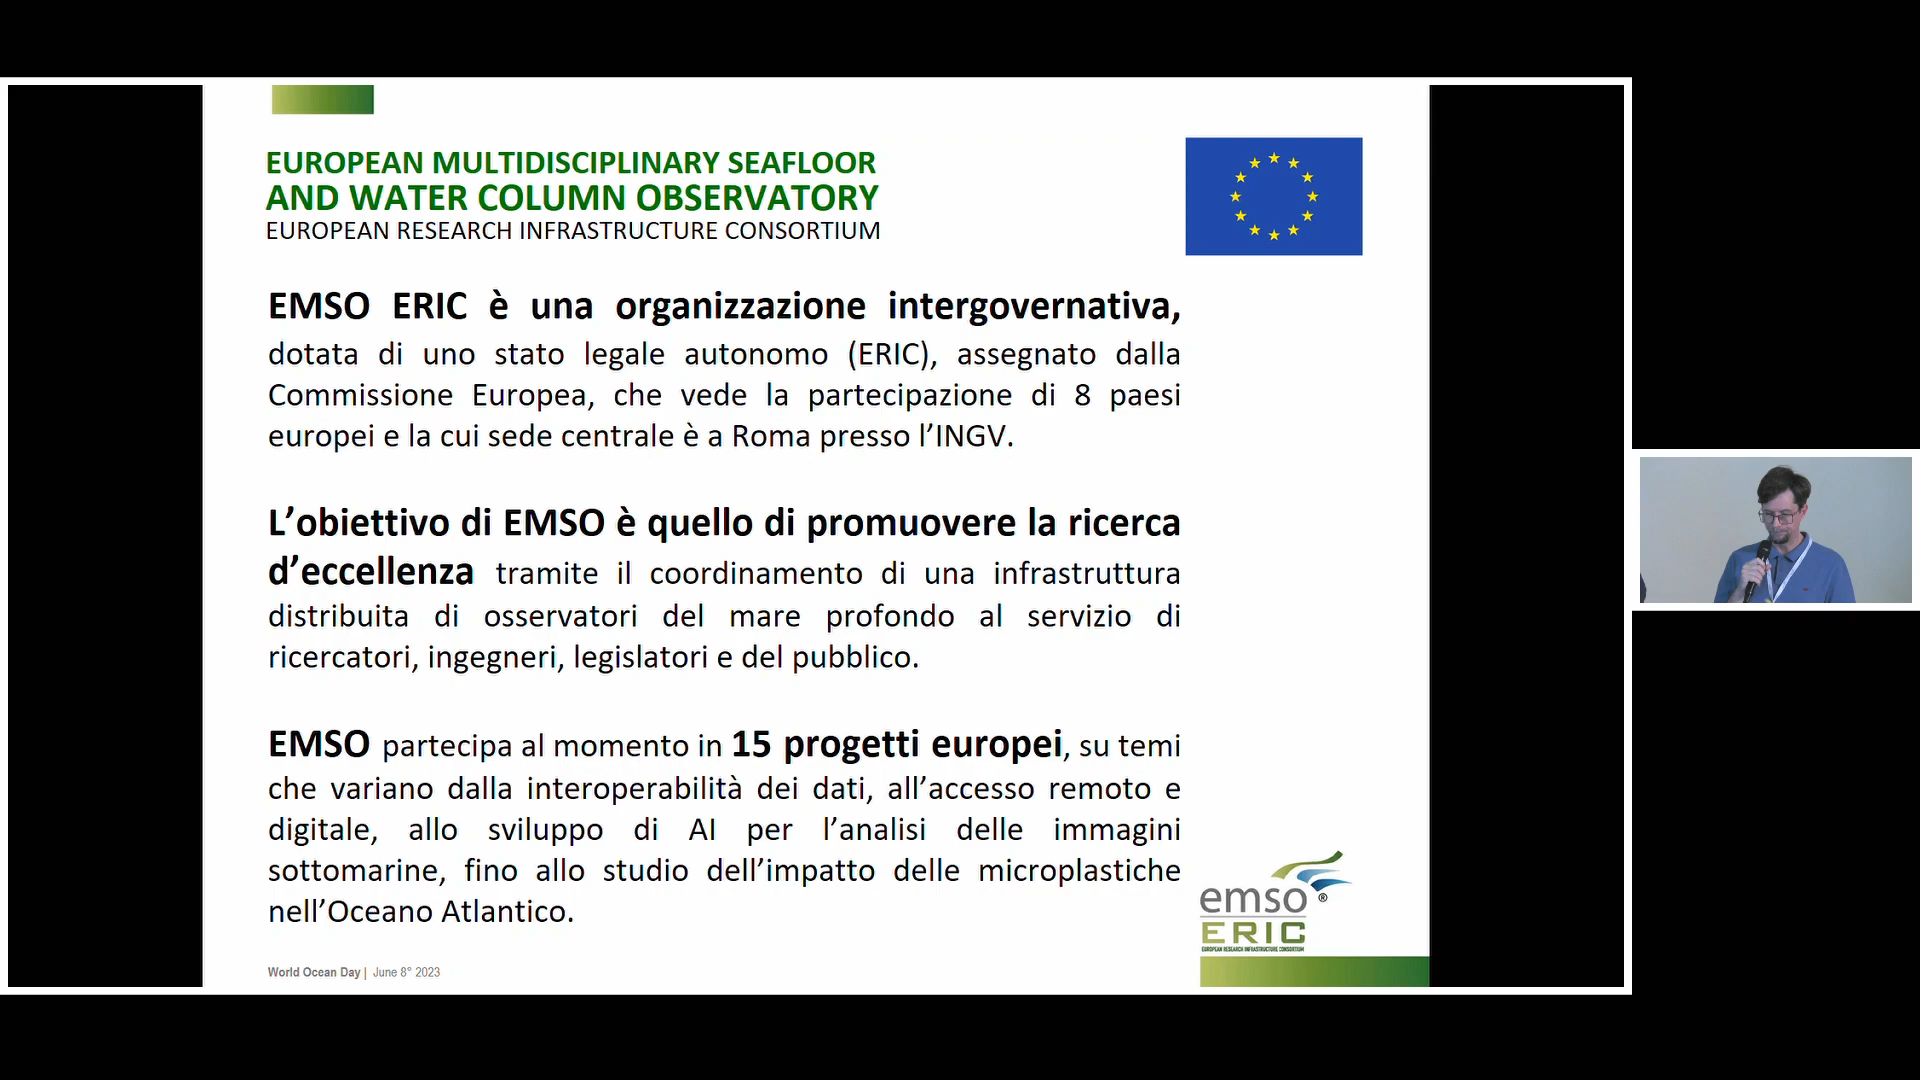 EUROPEAN MULTIDISCIPLINARY SEAFLOOR
AND WATER COLUMN OBSERVATORY
EUROPEAN RESEARCH INFRASTRUCTURE CONSORTIUM
EMSO ERIC è una organizzazione intergovernativa,
dotata di uno stato legale autonomo (ERIC), assegnato dalla
Commissione Europea, che vede la partecipazione di 8 paesi
europei e la cui sede centrale è a Roma presso l’INGV.
L’obiettivo di EMSO è quello di promuovere la ricerca
d’eccellenza tramite il coordinamento di una infrastruttura
distribuita di osservatori del mare profondo al servizio di
ricercatori, ingegneri, legislatori e del pubblico.
EMSO partecipa al momento in 15 progetti europei, su temi
che variano dalla interoperabilità dei dati, all’accesso remoto e
digitale, allo sviluppo di AI per l’analisi delle immagini
sottomarine, fino allo studio dell’impatto delle microplastiche
nell’Oceano Atlantico.
emso ®
ERIC
EUROPEAN RESEARCH INFRASTRUCTURE CONSORTIUM
World Ocean Day | June 8° 2023